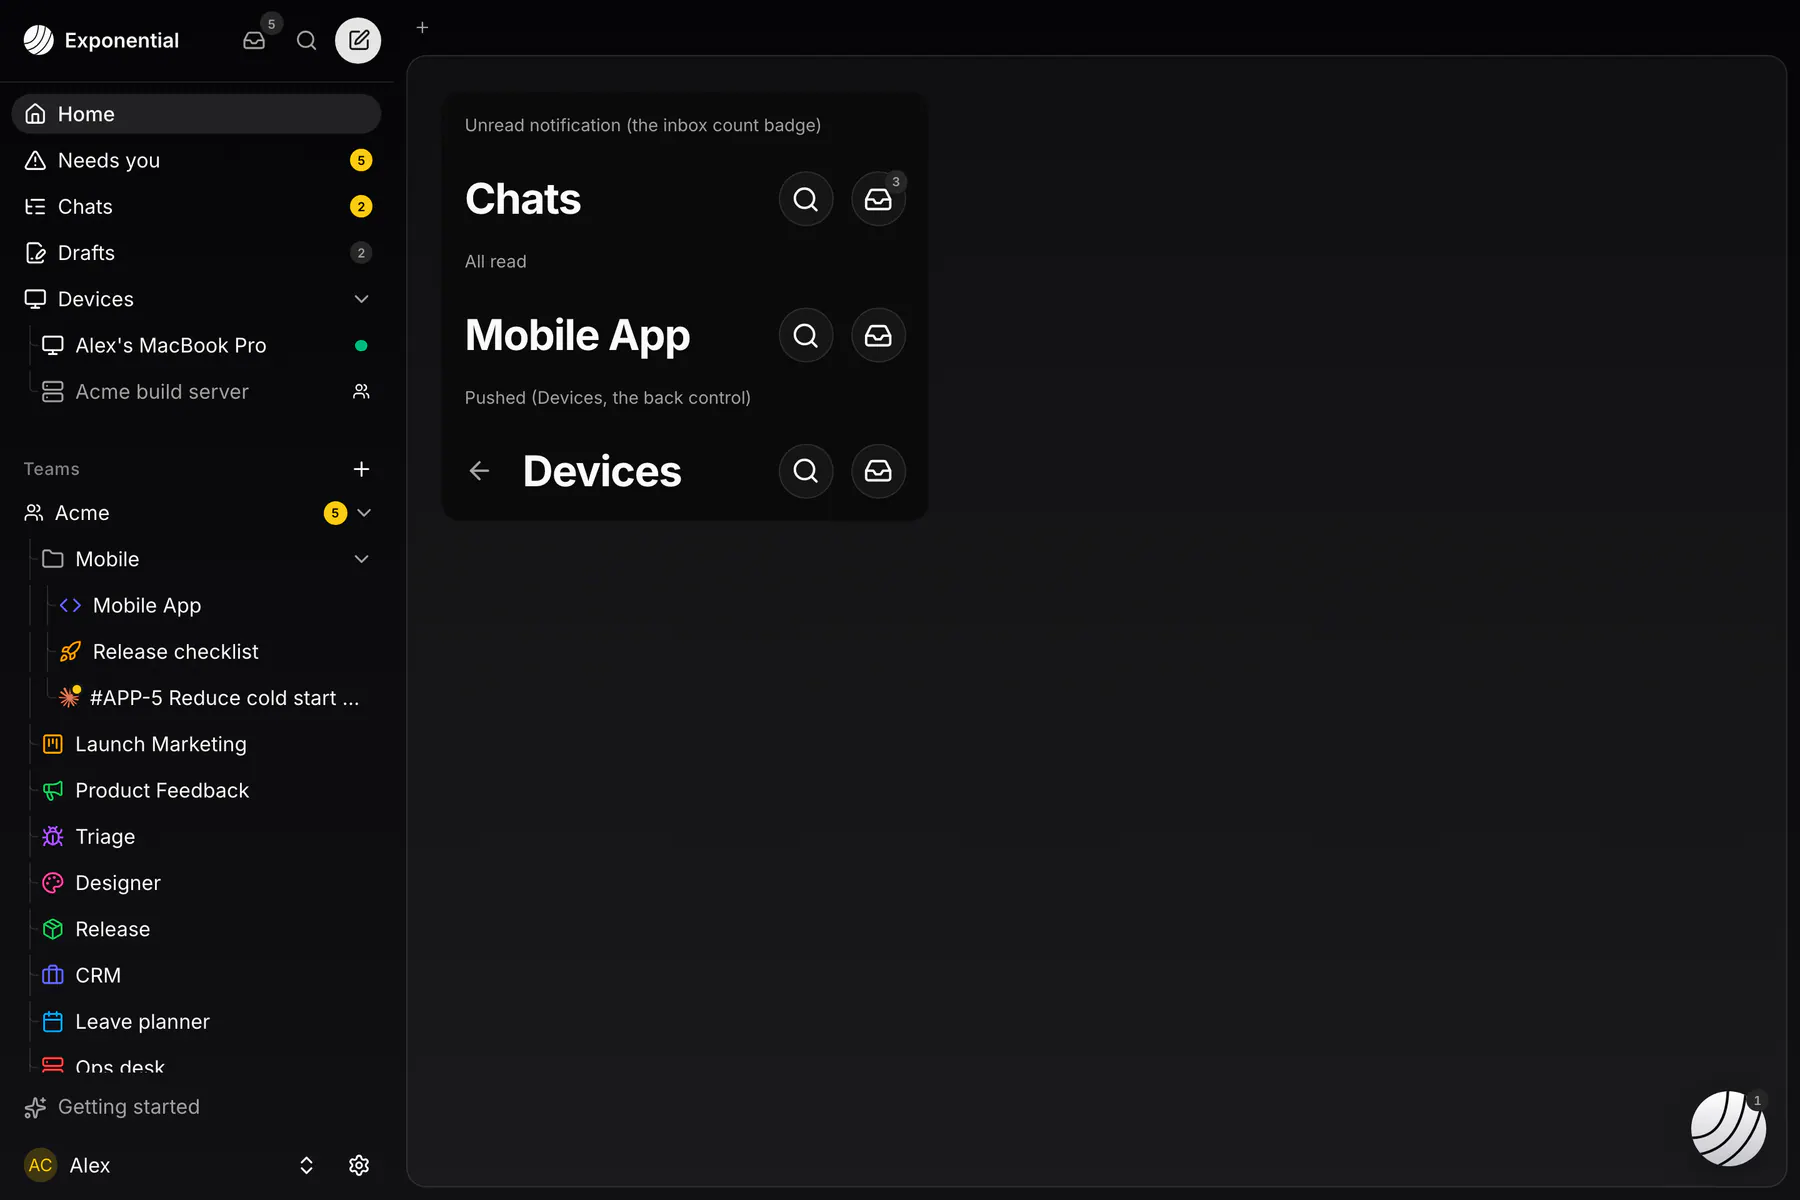 Exponential
5
Home
Needs you
5
Chats
2
Drafts
2
Devices
Alex's MacBook Pro
Acme build server
Teams
Acme
5
Mobile
Mobile App
Release checklist
#APP-5 Reduce cold start ...
Launch Marketing
Product Feedback
Triage
Designer
Release
CRM
Leave planner
Ops desk
Getting started
AC
Alex
Unread notification (the inbox count badge)
Chats
3
All read
Mobile App
Pushed (Devices, the back control)
Devices
1